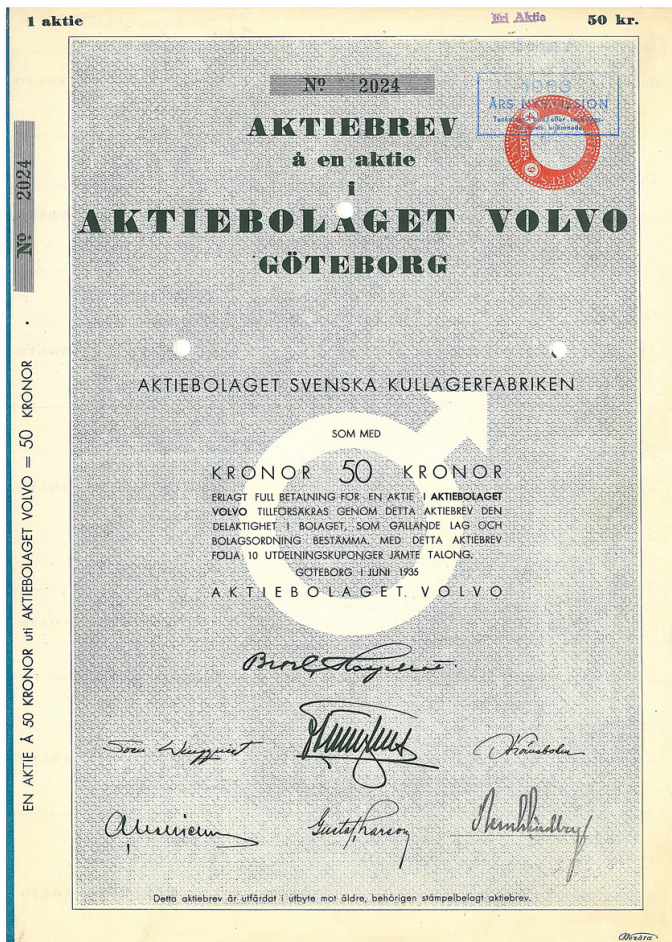 1 aktie
Fri Aktie
50 kr.
Nº 2024
ÅRS NYEMISSION
AKTIEBREV
à en aktie
i
AKTIEBOLAGET VOLVO
GÖTEBORG
AKTIEBOLAGET SVENSKA KULLAGERFABRIKEN
SOM MED
KRONOR 50 KRONOR
ERLAGT FULL BETALNING FÖR EN AKTIE I AKTIEBOLAGET
VOLVO TILLFÖRSÄKRAS GENOM DETTA AKTIEBREV DEN
DELAKTIGHET I BOLAGET, SOM GÄLLANDE LAG OCH
BOLAGSORDNING BESTÄMMA. MED DETTA AKTIEBREV
FÖLJA 10 UTDELNINGSKUPONGER JÄMTE TALONG.
GÖTEBORG I JUNI 1935
AKTIEBOLAGET VOLVO
Gustaf Larson
Detta aktiebrev är utfärdat i utbyte mot äldre, behörigen stämpelbelagt aktiebrev.
Nº 2024
EN AKTIE À 50 KRONOR uti AKTIEBOLAGET VOLVO = 50 KRONOR